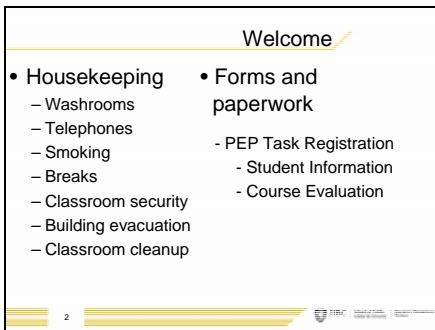 Welcome
• Housekeeping
– Washrooms
– Telephones
– Smoking
– Breaks
– Classroom security
– Building evacuation
– Classroom cleanup
• Forms and
paperwork
- PEP Task Registration
- Student Information
- Course Evaluation
2